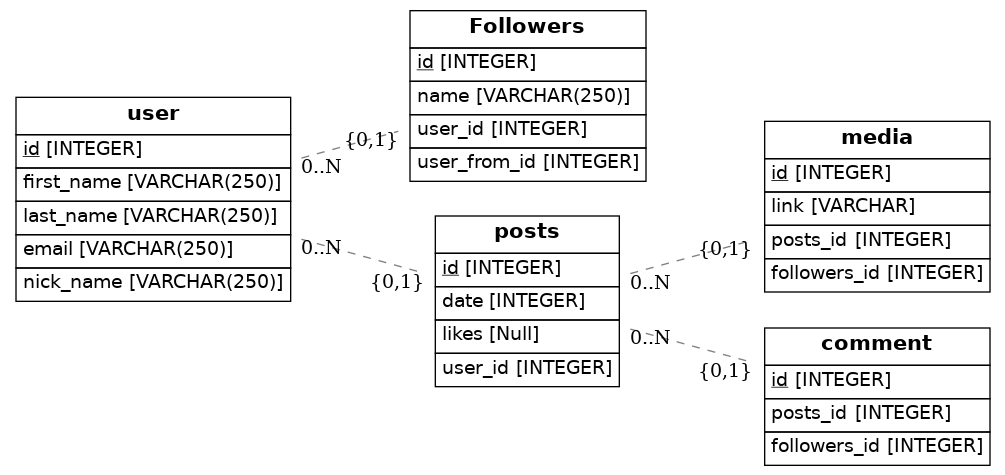 Followers
id [INTEGER]
name [VARCHAR(250)]
user_id [INTEGER]
user_from_id [INTEGER]
user
id [INTEGER]
first_name [VARCHAR(250)]
last_name [VARCHAR(250)]
email [VARCHAR(250)]
nick_name [VARCHAR(250)]
{0,1}
0..N
0..N
{0,1}
posts
id [INTEGER]
date [INTEGER]
likes [Null]
user_id [INTEGER]
media
id [INTEGER]
link [VARCHAR]
posts_id [INTEGER]
followers_id [INTEGER]
{0,1}
0..N
0..N
{0,1}
comment
id [INTEGER]
posts_id [INTEGER]
followers_id [INTEGER]